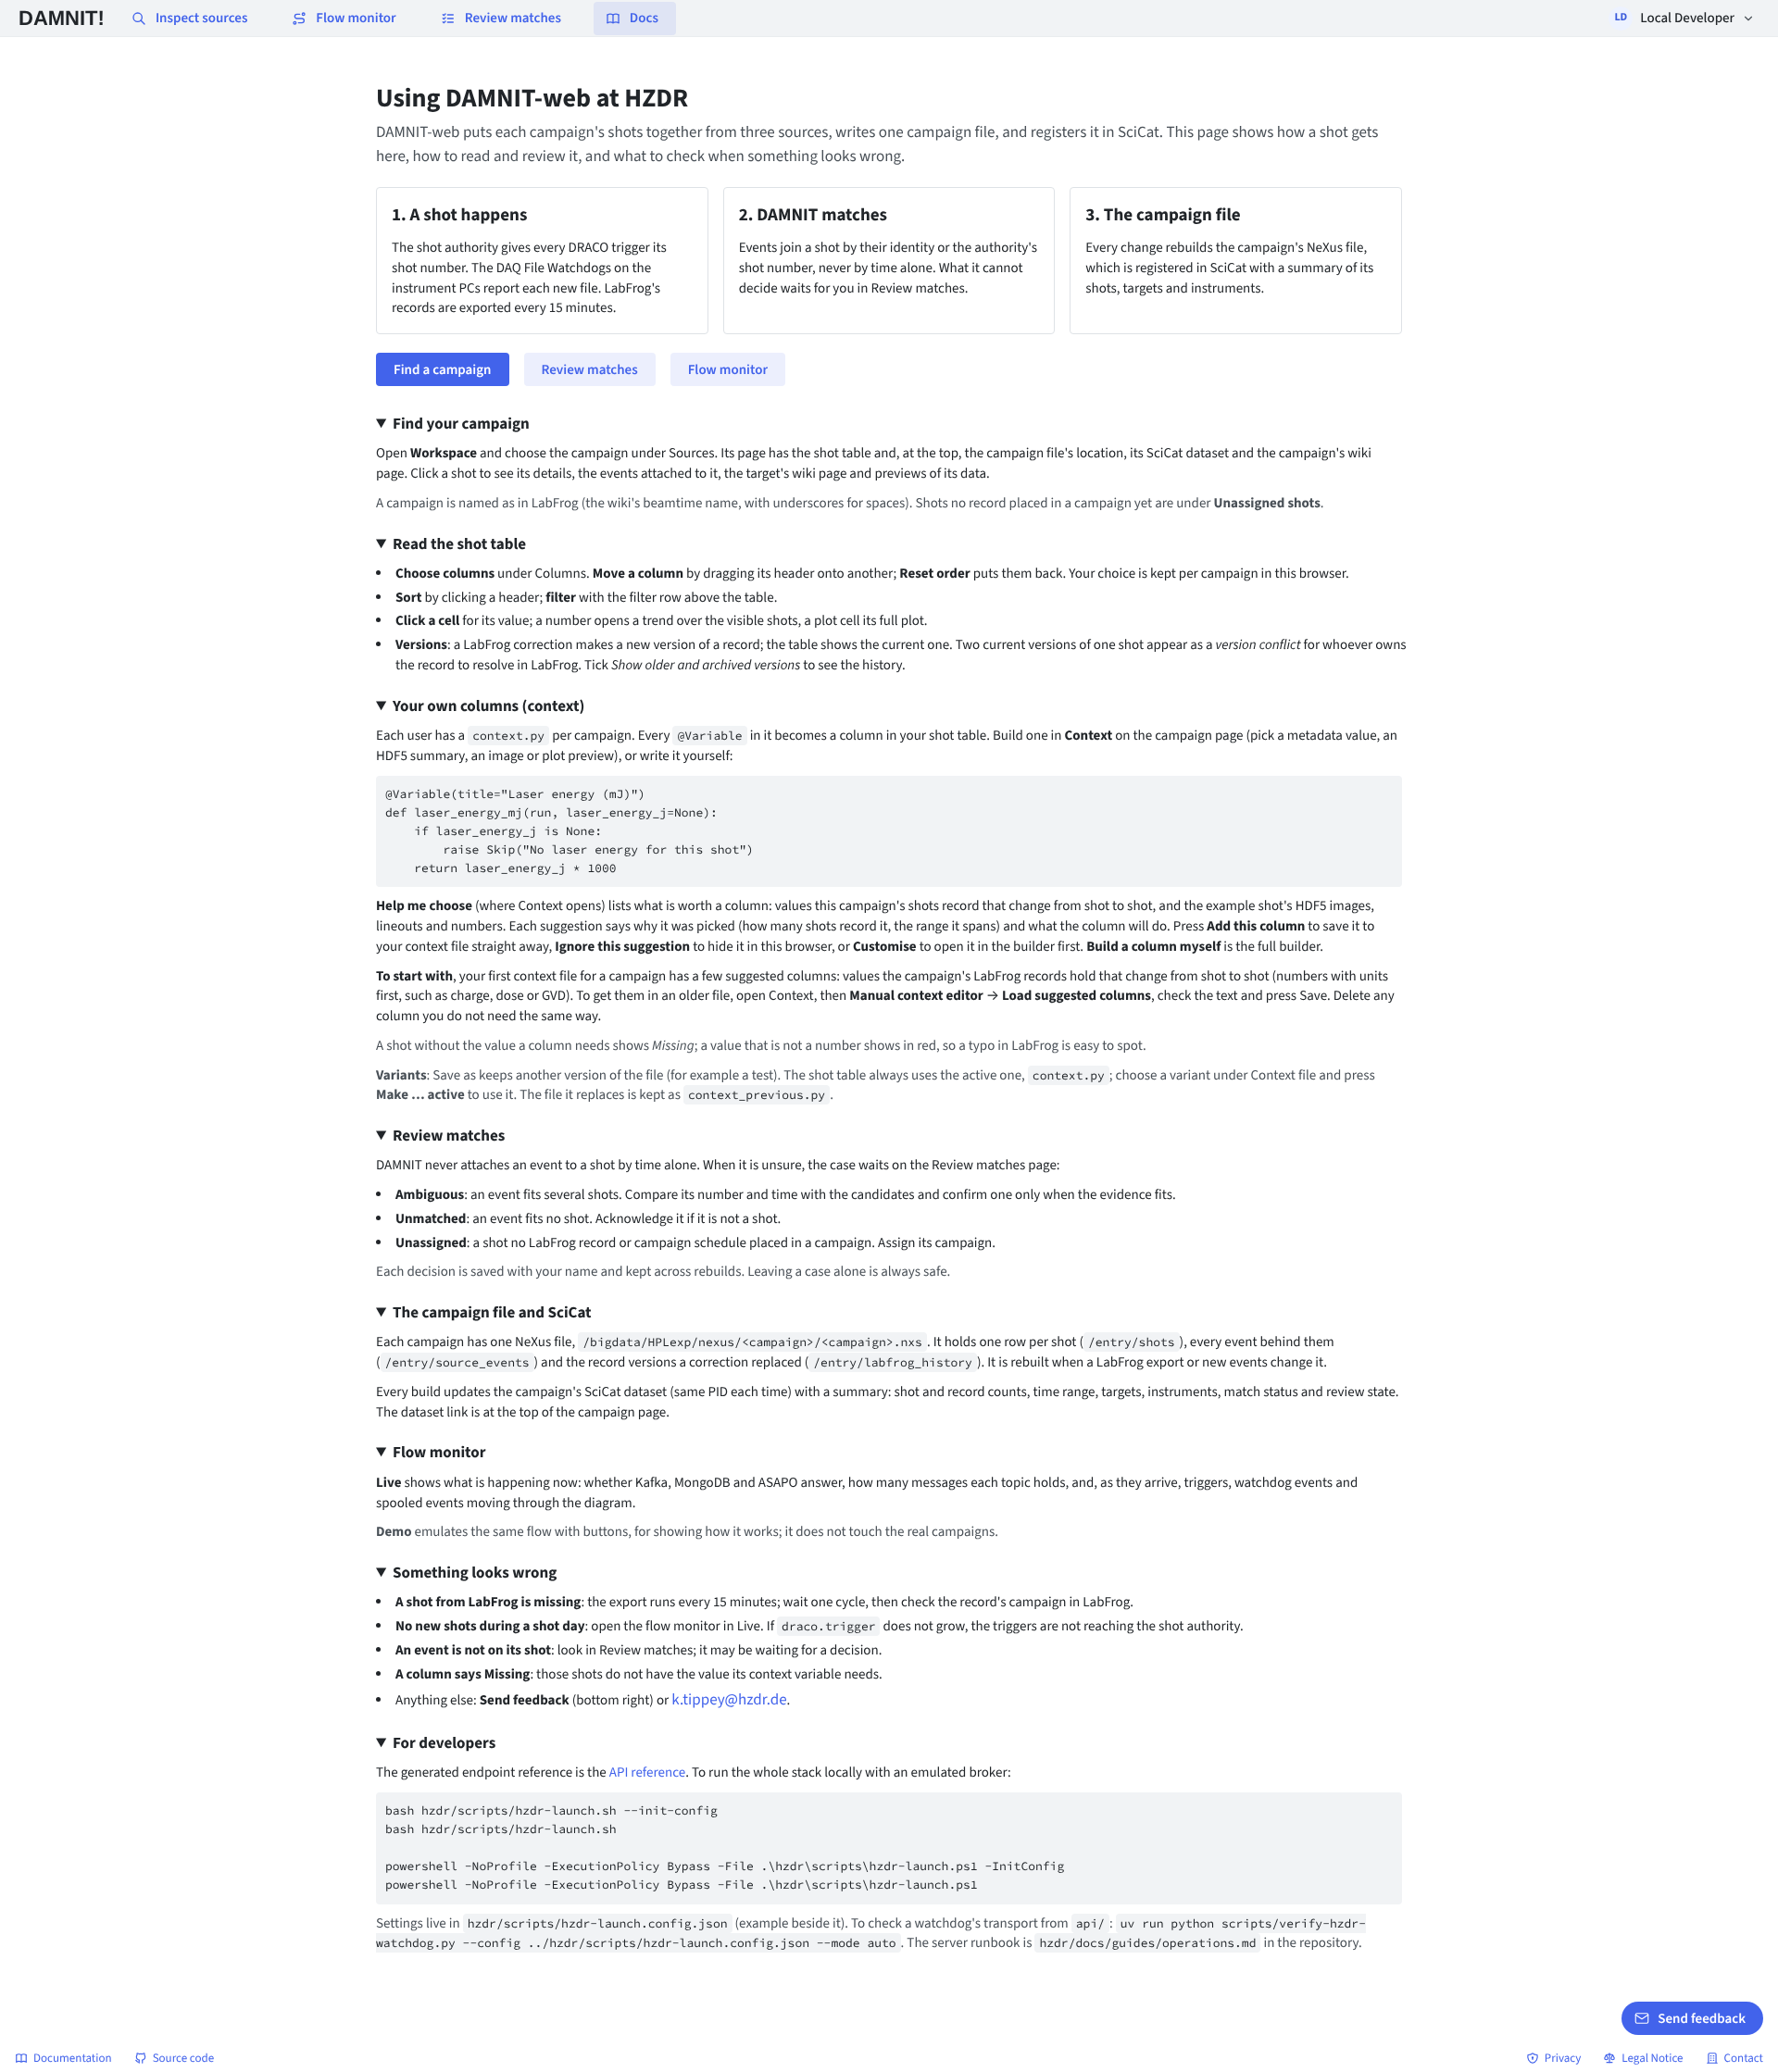 DAMNIT!
Inspect sources
Flow monitor
Review matches
Docs
LD
Local Developer
Using DAMNIT-web at HZDR
DAMNIT-web puts each campaign's shots together from three sources, writes one campaign file, and registers it in SciCat. This page shows how a shot gets
here, how to read and review it, and what to check when something looks wrong.
1. A shot happens
The shot authority gives every DRACO trigger its
shot number. The DAQ File Watchdogs on the
instrument PCs report each new file. LabFrog's
records are exported every 15 minutes.
2. DAMNIT matches
Events join a shot by their identity or the authority's
shot number, never by time alone. What it cannot
decide waits for you in Review matches.
3. The campaign file
Every change rebuilds the campaign's NeXus file,
which is registered in SciCat with a summary of its
shots, targets and instruments.
Find a campaign
Review matches
Flow monitor
▼ Find your campaign
Open Workspace and choose the campaign under Sources. Its page has the shot table and, at the top, the campaign file's location, its SciCat dataset and the campaign's wiki
page. Click a shot to see its details, the events attached to it, the target's wiki page and previews of its data.
A campaign is named as in LabFrog (the wiki's beamtime name, with underscores for spaces). Shots no record placed in a campaign yet are under Unassigned shots.
▼ Read the shot table
• Choose columns under Columns. Move a column by dragging its header onto another; Reset order puts them back. Your choice is kept per campaign in this browser.
• Sort by clicking a header; filter with the filter row above the table.
• Click a cell for its value; a number opens a trend over the visible shots, a plot cell its full plot.
• Versions: a LabFrog correction makes a new version of a record; the table shows the current one. Two current versions of one shot appear as a version conflict for whoever owns
the record to resolve in LabFrog. Tick Show older and archived versions to see the history.
▼ Your own columns (context)
Each user has a context.py per campaign. Every @Variable in it becomes a column in your shot table. Build one in Context on the campaign page (pick a metadata value, an
HDF5 summary, an image or plot preview), or write it yourself:
@Variable(title="Laser energy (mJ)")
def laser_energy_mj(run, laser_energy_j=None):
    if laser_energy_j is None:
        raise Skip("No laser energy for this shot")
    return laser_energy_j * 1000
Help me choose (where Context opens) lists what is worth a column: values this campaign's shots record that change from shot to shot, and the example shot's HDF5 images,
lineouts and numbers. Each suggestion says why it was picked (how many shots record it, the range it spans) and what the column will do. Press Add this column to save it to
your context file straight away, Ignore this suggestion to hide it in this browser, or Customise to open it in the builder first. Build a column myself is the full builder.
To start with, your first context file for a campaign has a few suggested columns: values the campaign's LabFrog records hold that change from shot to shot (numbers with units
first, such as charge, dose or GVD). To get them in an older file, open Context, then Manual context editor → Load suggested columns, check the text and press Save. Delete any
column you do not need the same way.
A shot without the value a column needs shows Missing; a value that is not a number shows in red, so a typo in LabFrog is easy to spot.
Variants: Save as keeps another version of the file (for example a test). The shot table always uses the active one, context.py; choose a variant under Context file and press
Make ... active to use it. The file it replaces is kept as context_previous.py.
▼ Review matches
DAMNIT never attaches an event to a shot by time alone. When it is unsure, the case waits on the Review matches page:
• Ambiguous: an event fits several shots. Compare its number and time with the candidates and confirm one only when the evidence fits.
• Unmatched: an event fits no shot. Acknowledge it if it is not a shot.
• Unassigned: a shot no LabFrog record or campaign schedule placed in a campaign. Assign its campaign.
Each decision is saved with your name and kept across rebuilds. Leaving a case alone is always safe.
▼ The campaign file and SciCat
Each campaign has one NeXus file, /bigdata/HPLexp/nexus/<campaign>/<campaign>.nxs. It holds one row per shot (/entry/shots), every event behind them
(/entry/source_events) and the record versions a correction replaced (/entry/labfrog_history). It is rebuilt when a LabFrog export or new events change it.
Every build updates the campaign's SciCat dataset (same PID each time) with a summary: shot and record counts, time range, targets, instruments, match status and review state.
The dataset link is at the top of the campaign page.
▼ Flow monitor
Live shows what is happening now: whether Kafka, MongoDB and ASAPO answer, how many messages each topic holds, and, as they arrive, triggers, watchdog events and
spooled events moving through the diagram.
Demo emulates the same flow with buttons, for showing how it works; it does not touch the real campaigns.
▼ Something looks wrong
• A shot from LabFrog is missing: the export runs every 15 minutes; wait one cycle, then check the record's campaign in LabFrog.
• No new shots during a shot day: open the flow monitor in Live. If draco.trigger does not grow, the triggers are not reaching the shot authority.
• An event is not on its shot: look in Review matches; it may be waiting for a decision.
• A column says Missing: those shots do not have the value its context variable needs.
• Anything else: Send feedback (bottom right) or k.tippey@hzdr.de.
▼ For developers
The generated endpoint reference is the API reference. To run the whole stack locally with an emulated broker:
bash hzdr/scripts/hzdr-launch.sh --init-config
bash hzdr/scripts/hzdr-launch.sh
powershell -NoProfile -ExecutionPolicy Bypass -File .\hzdr\scripts\hzdr-launch.ps1 -InitConfig
powershell -NoProfile -ExecutionPolicy Bypass -File .\hzdr\scripts\hzdr-launch.ps1
Settings live in hzdr/scripts/hzdr-launch.config.json (example beside it). To check a watchdog's transport from api/: uv run python scripts/verify-hzdr-
watchdog.py --config ../hzdr/scripts/hzdr-launch.config.json --mode auto. The server runbook is hzdr/docs/guides/operations.md in the repository.
Send feedback
Documentation
Source code
Privacy
Legal Notice
Contact